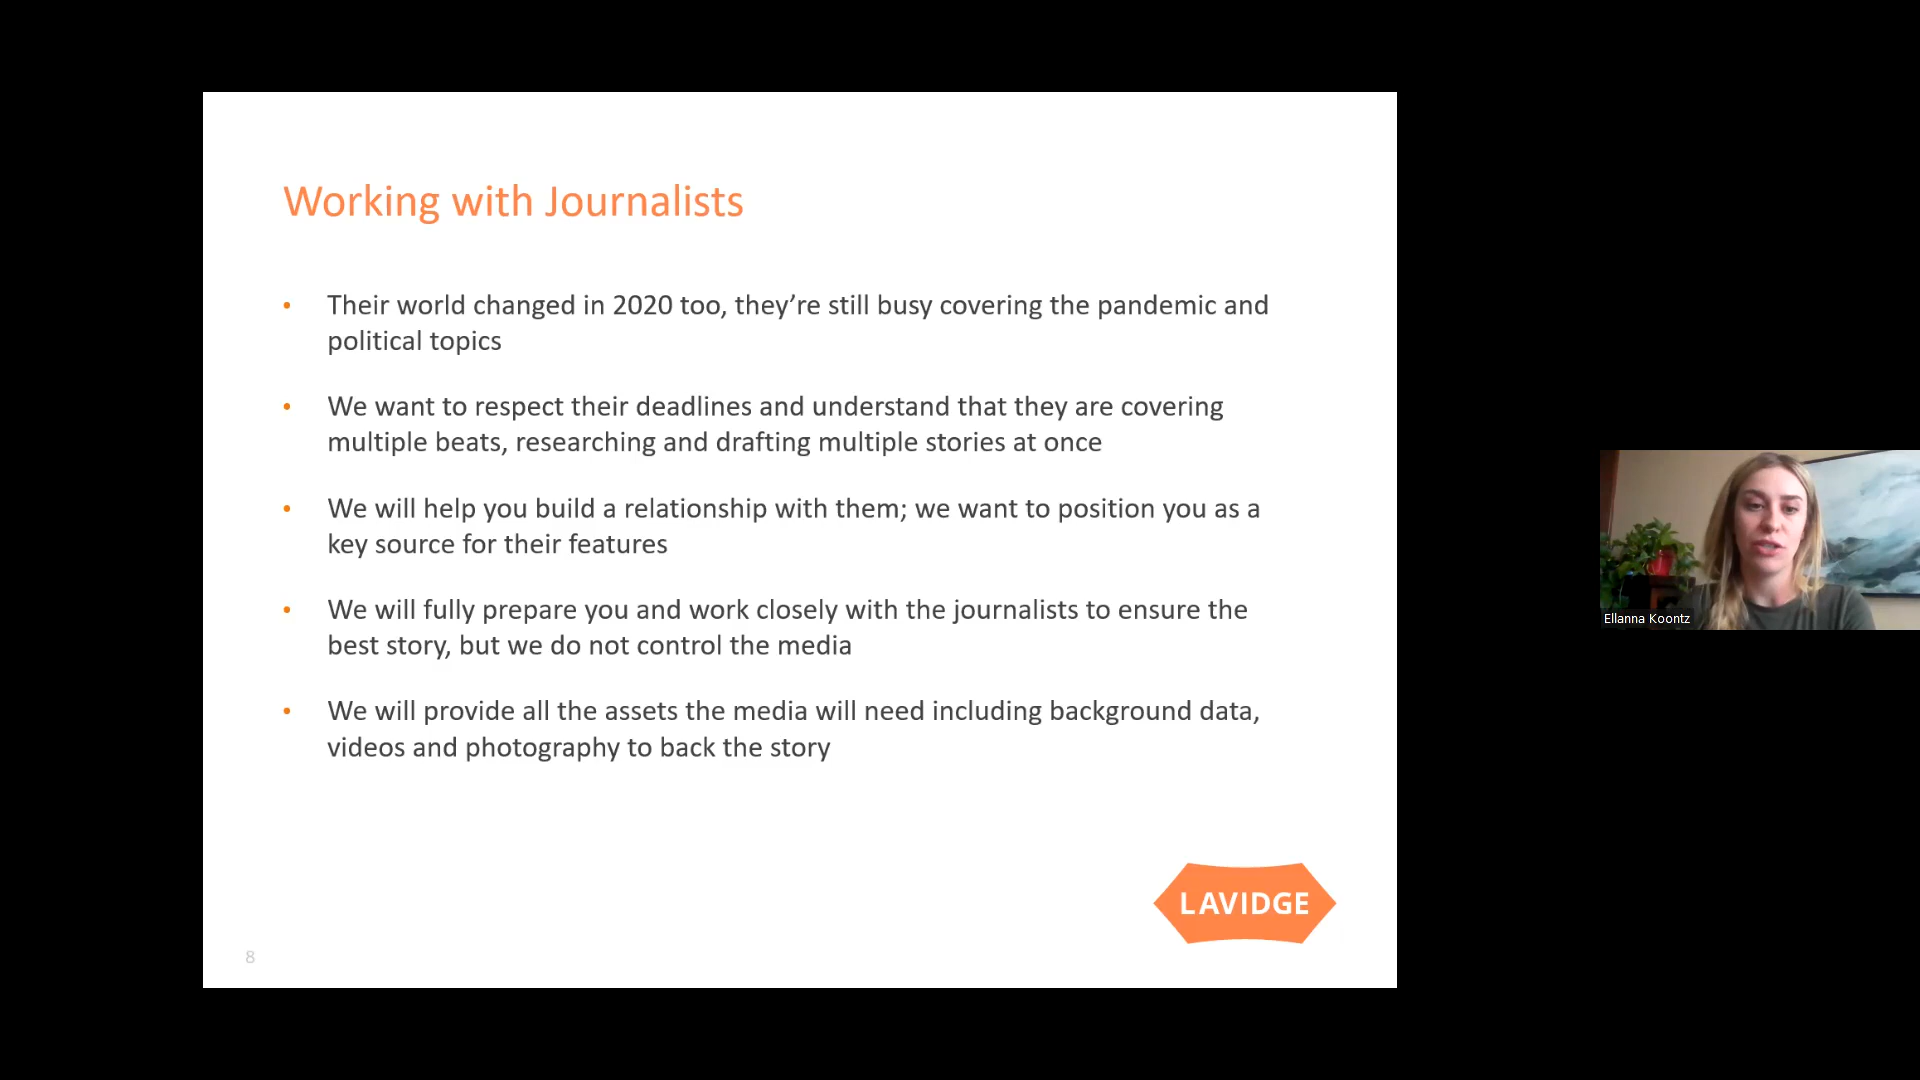 Working with Journalists
• Their world changed in 2020 too, they’re still busy covering the pandemic and
political topics
• We want to respect their deadlines and understand that they are covering
multiple beats, researching and drafting multiple stories at once
• We will help you build a relationship with them; we want to position you as a
key source for their features
• We will fully prepare you and work closely with the journalists to ensure the
best story, but we do not control the media
• We will provide all the assets the media will need including background data,
videos and photography to back the story
LAVIDGE
8
Ellanna Koontz